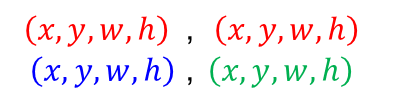 (x, y, w, h) , (x, y, w, h)
(x, y, w, h) , (x, y, w, h)